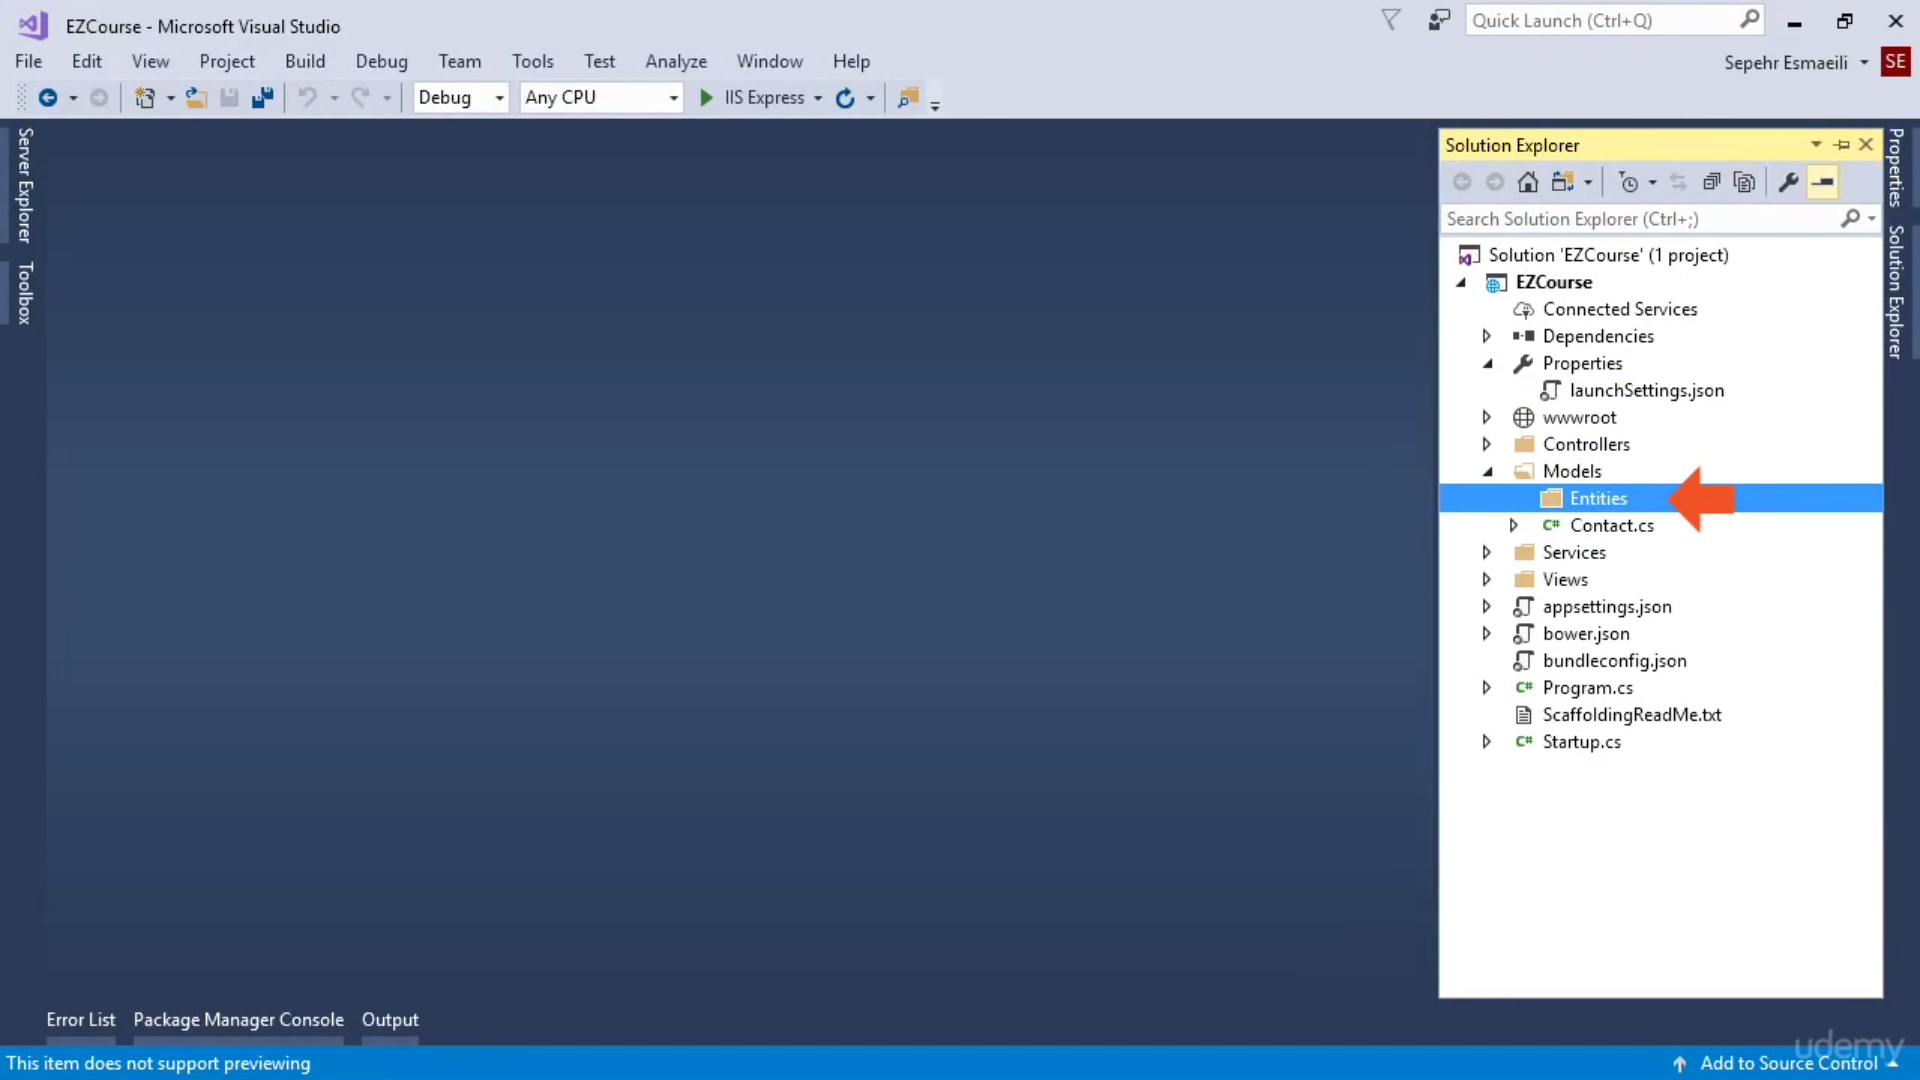 EZCourse - Microsoft Visual Studio
Quick Launch (Ctrl+Q)
File Edit View Project Build Debug Team Tools Test Analyze Window Help
Sepehr Esmaeili SE
Debug Any CPU IIS Express
Server Explorer
Toolbox
Solution Explorer
Search Solution Explorer (Ctrl+;)
Solution 'EZCourse' (1 project)
EZCourse
Connected Services
Dependencies
Properties
launchSettings.json
wwwroot
Controllers
Models
Entities
C# Contact.cs
Services
Views
appsettings.json
bower.json
bundleconfig.json
C# Program.cs
ScaffoldingReadMe.txt
C# Startup.cs
Properties
Solution Explorer
Error List Package Manager Console Output
udemy
This item does not support previewing
Add to Source Control